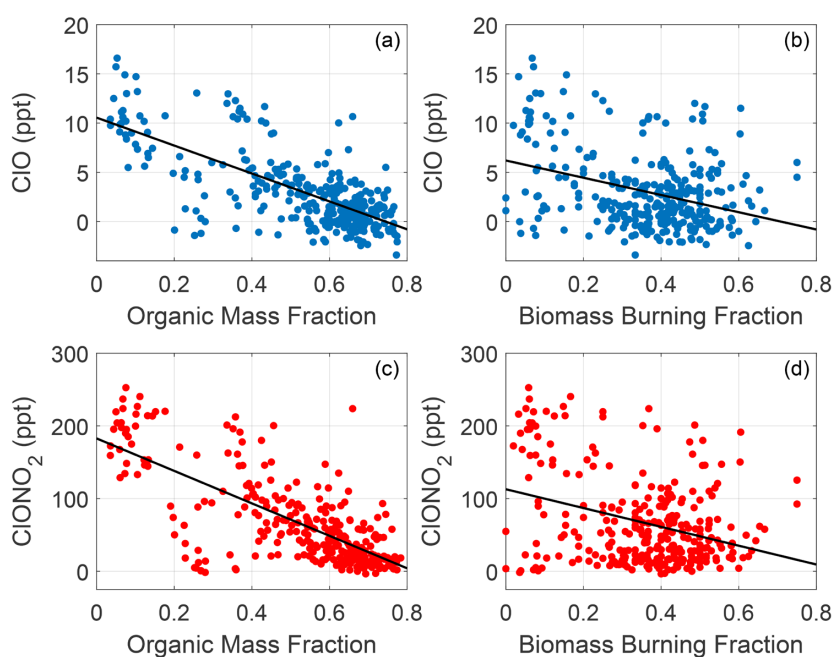 (a)
20
15
10
5
0
ClO (ppt)
0 0.2 0.4 0.6 0.8
Organic Mass Fraction
(b)
20
15
10
5
0
ClO (ppt)
0 0.2 0.4 0.6 0.8
Biomass Burning Fraction
(c)
300
200
100
0
ClONO2 (ppt)
0 0.2 0.4 0.6 0.8
Organic Mass Fraction
(d)
300
200
100
0
ClONO2 (ppt)
0 0.2 0.4 0.6 0.8
Biomass Burning Fraction